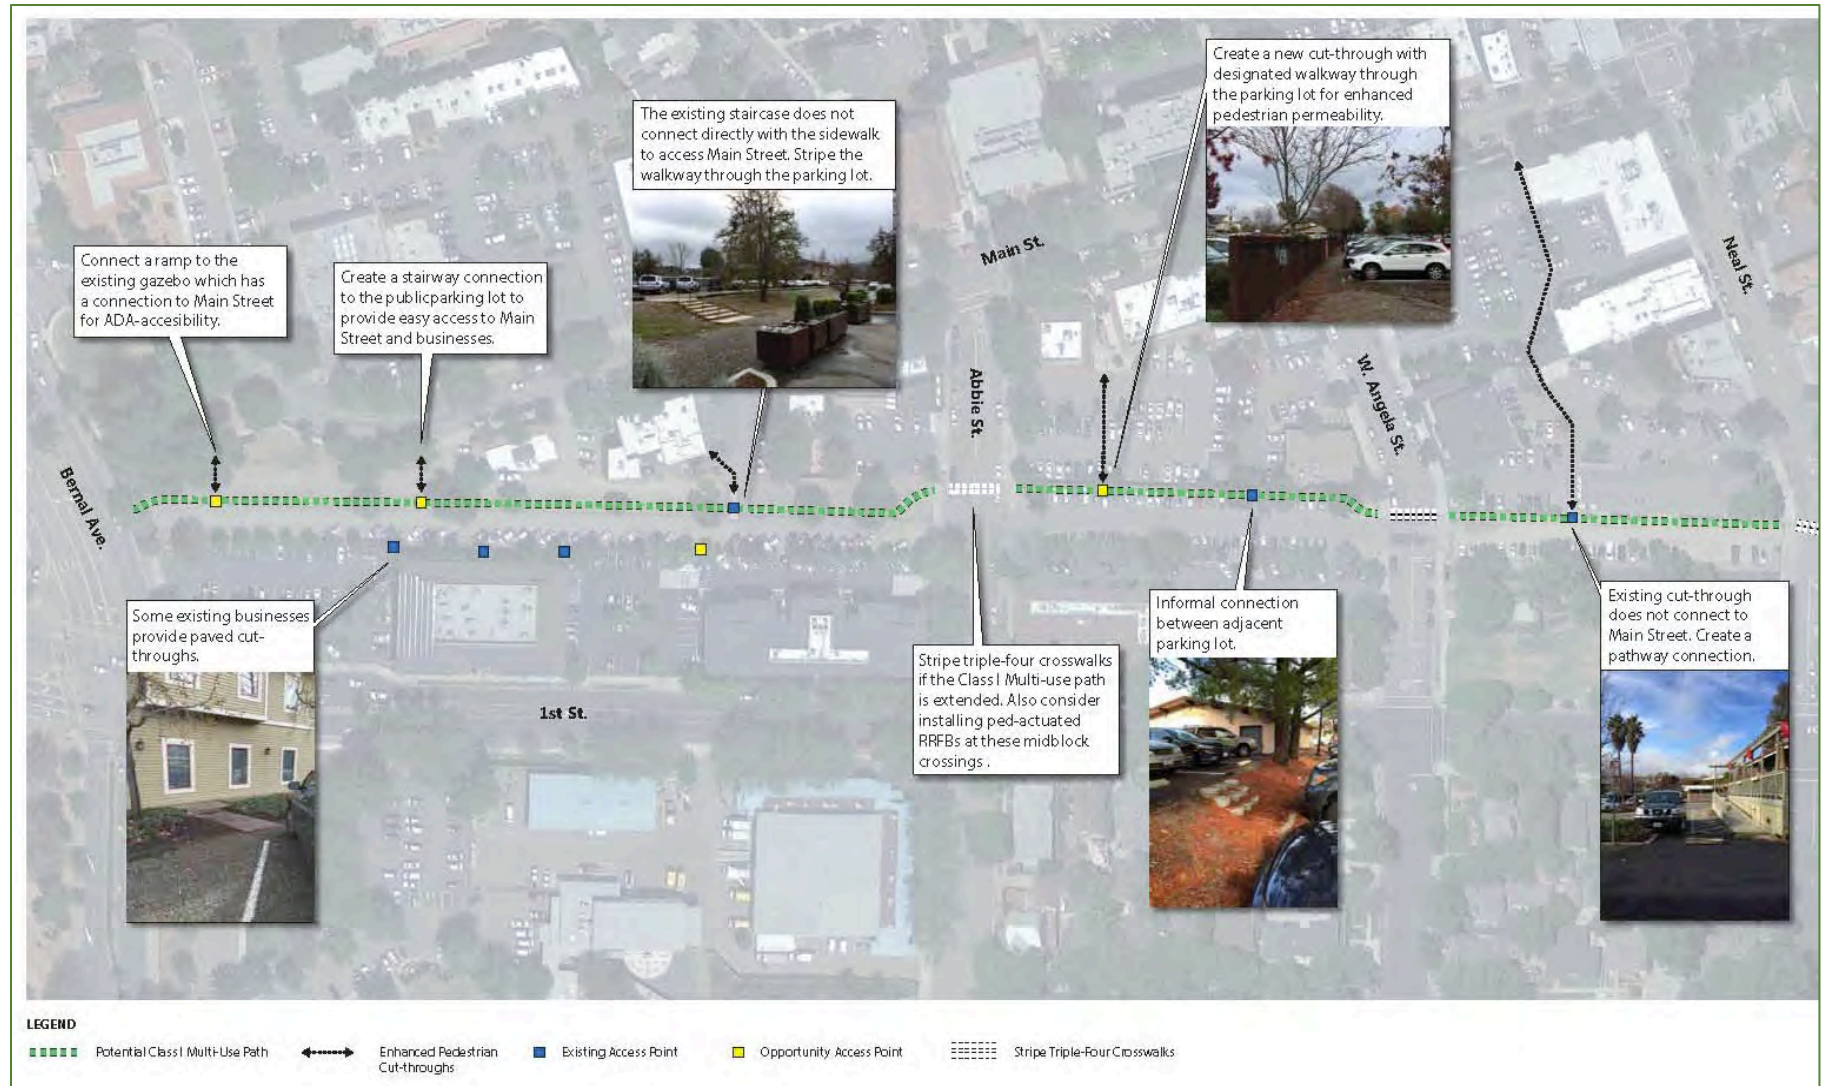 Create a new cut-through with
designated walkway through
the parking lot for enhanced
pedestrian permeability.
The existing staircase does not
connect directly with the sidewalk
to access Main Street. Stripe the
walkway through the parking lot.
Connect a ramp to the
existing gazebo which has
a connection to Main Street
for ADA-accesibility.
Create a stairway connection
to the publicparking lot to
provide easy access to Main
Street and businesses.
Main St.
Neal St.
Abbie St.
W. Angela St.
Bernal Ave.
Some existing businesses
provide paved cut-
throughs.
1st St.
Stripe triple-four crosswalks
if the Class I Multi-use path
is extended. Also consider
installing ped-actuated
RRFBs at these midblock
crossings .
Informal connection
between adjacent
parking lot.
Existing cut-through
does not connect to
Main Street. Create a
pathway connection.
LEGEND
Potential Class I Multi-Use Path
Enhanced Pedestrian
Cut-throughs
Existing Access Point
Opportunity Access Point
Stripe Triple-Four Crosswalks